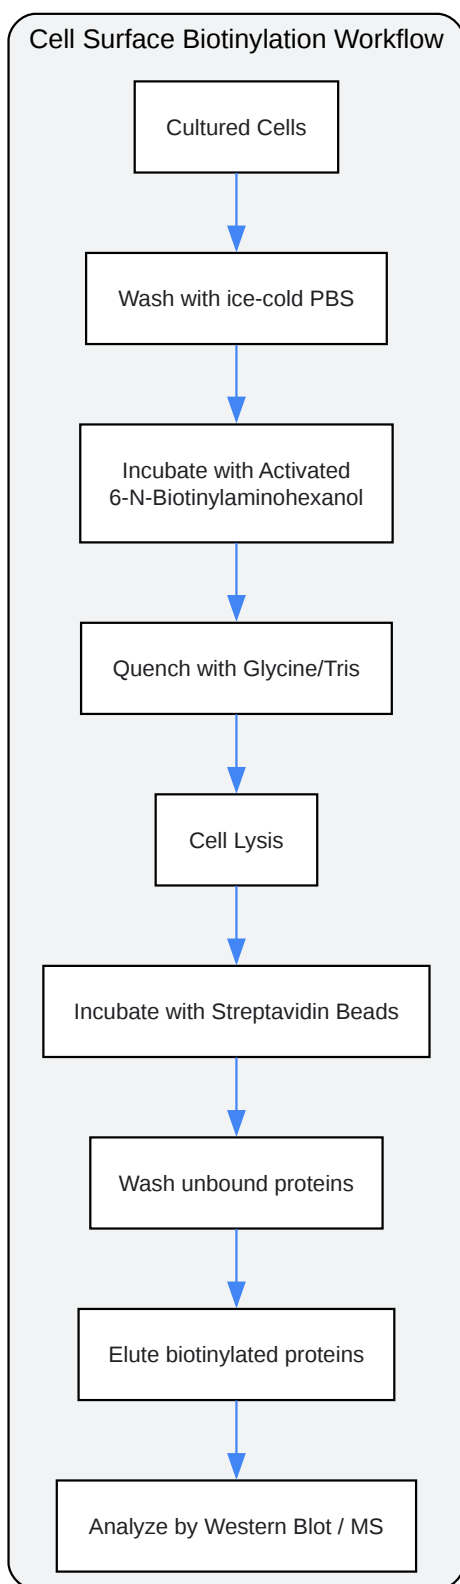 Cell Surface Biotinylation Workflow
Cultured Cells
Wash with ice-cold PBS
Incubate with Activated
6-N-Biotinylaminohexanol
Quench with Glycine/Tris
Cell Lysis
Incubate with Streptavidin Beads
Wash unbound proteins
Elute biotinylated proteins
Analyze by Western Blot / MS